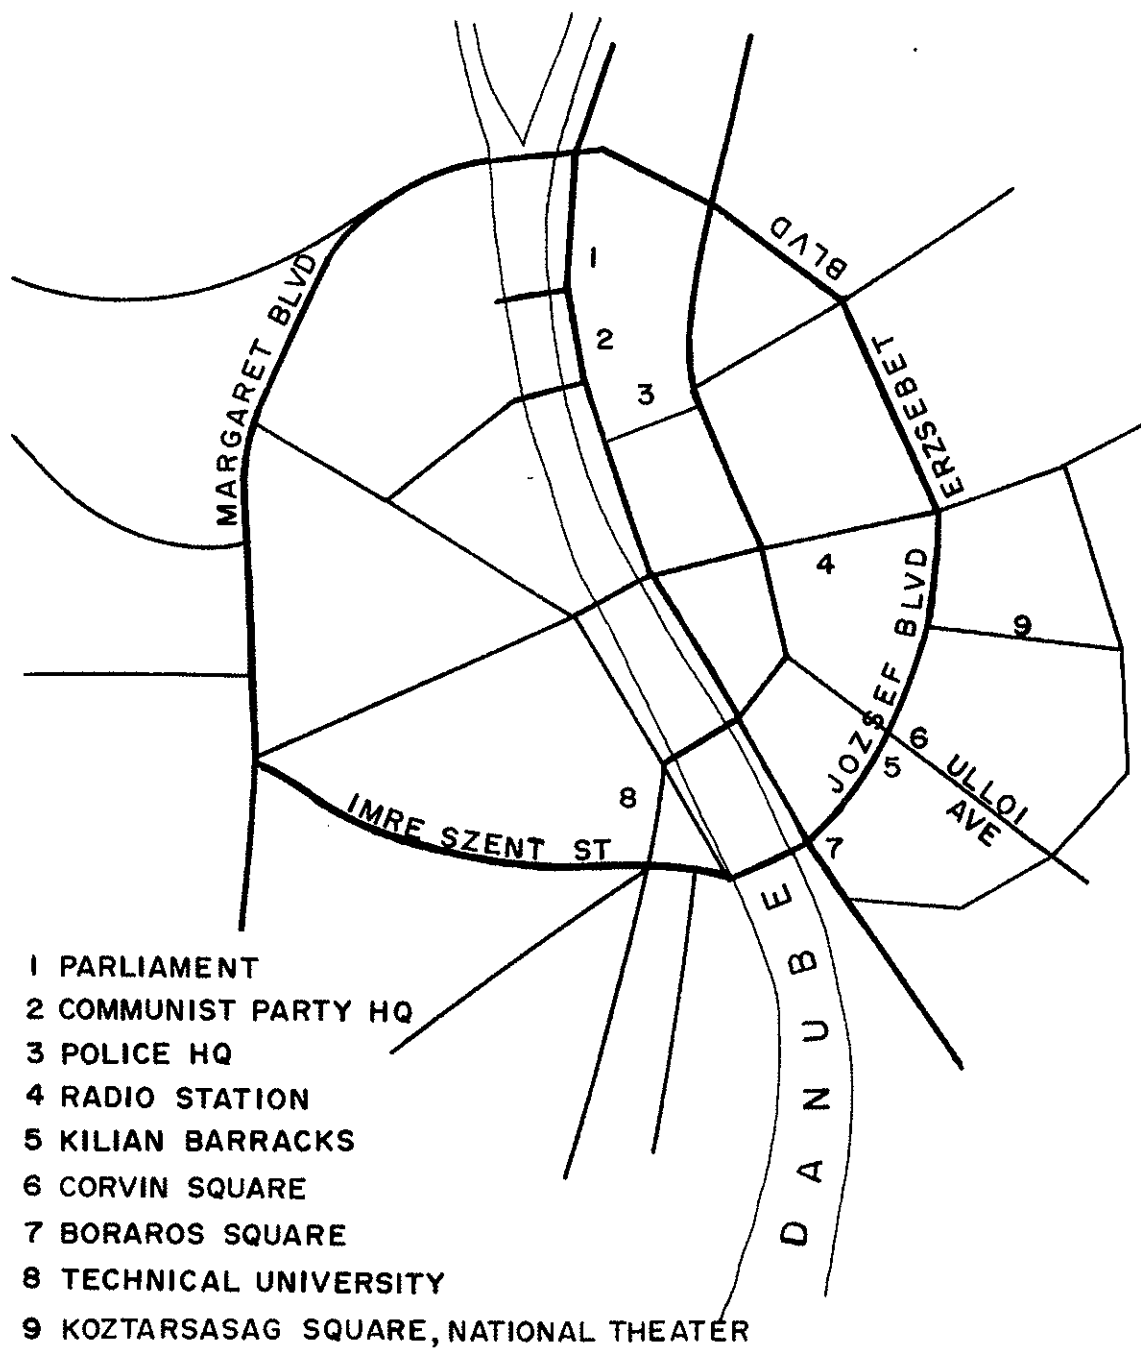 BLVD
1
MARGARET BLVD
2
ERZSEBET
3
4
JOZSEF BLVD
9
6
5
ULLOI
AVE
8
IMRE SZENT ST
7
DANUBE
1 PARLIAMENT
2 COMMUNIST PARTY HQ
3 POLICE HQ
4 RADIO STATION
5 KILIAN BARRACKS
6 CORVIN SQUARE
7 BORAROS SQUARE
8 TECHNICAL UNIVERSITY
9 KOZTARSASAG SQUARE, NATIONAL THEATER